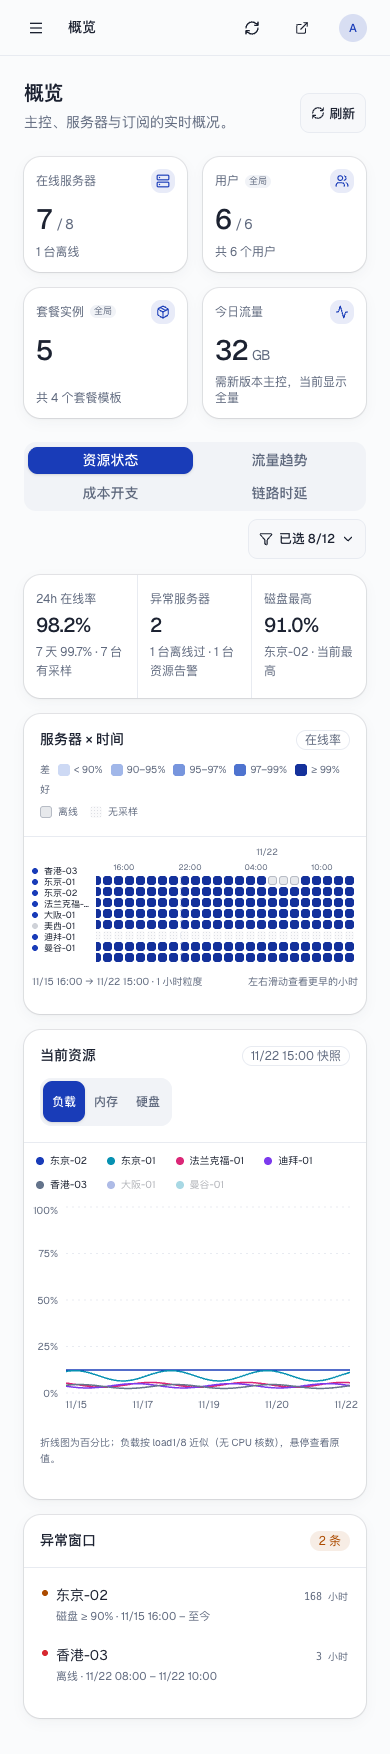 概览
A
概览
主控、服务器与订阅的实时概况。
刷新
在线服务器
7 / 8
1 台离线
用户 全局
6 / 6
共 6 个用户
套餐实例 全局
5
共 4 个套餐模板
今日流量
32 GB
需新版本主控，当前显示
全量
资源状态
流量趋势
成本开支
链路时延
已选 8/12
24h 在线率
98.2%
7 天 99.7% · 7 台
有采样
异常服务器
2
1 台离线过 · 1 台
资源告警
磁盘最高
91.0%
东京-02 · 当前最
高
服务器 × 时间
在线率
差 < 90% 90–95% 95–97% 97–99% ≥ 99%
好
离线 无采样
11/22
16:00 22:00 04:00 10:00
香港-03
东京-01
东京-02
法兰克福-…
大阪-01
美西-01
迪拜-01
曼谷-01
11/15 16:00 → 11/22 15:00 · 1 小时粒度
左右滑动查看更早的小时
当前资源
11/22 15:00 快照
负载 内存 硬盘
东京-02 东京-01 法兰克福-01 迪拜-01
香港-03 大阪-01 曼谷-01
100%
75%
50%
25%
0%
11/15 11/17 11/19 11/20 11/22
折线图为百分比；负载按 load1/8 近似（无 CPU 核数），悬停查看原
值。
异常窗口
2 条
东京-02
168 小时
磁盘 ≥ 90% · 11/15 16:00 – 至今
香港-03
3 小时
离线 · 11/22 08:00 – 11/22 10:00